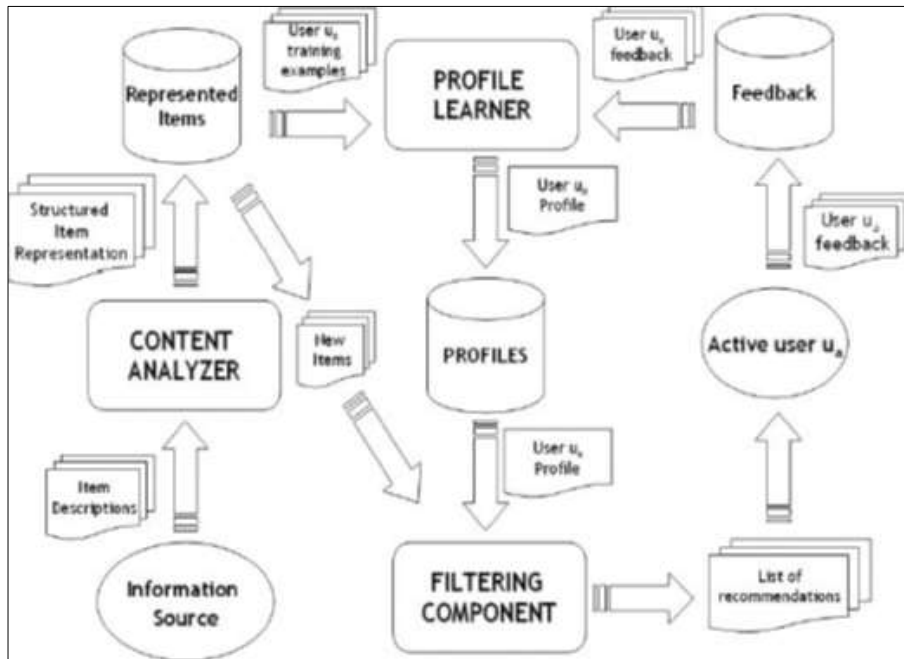 User uₐ
training
examples
User uₐ
feedback
Represented
Items
PROFILE
LEARNER
Feedback
Structured
Item
Representation
User uₐ
Profile
User uₐ
feedback
CONTENT
ANALYZER
New
Items
PROFILES
Active user uₐ
Item
Descriptions
User uₐ
Profile
Information
Source
FILTERING
COMPONENT
List of
recommendations